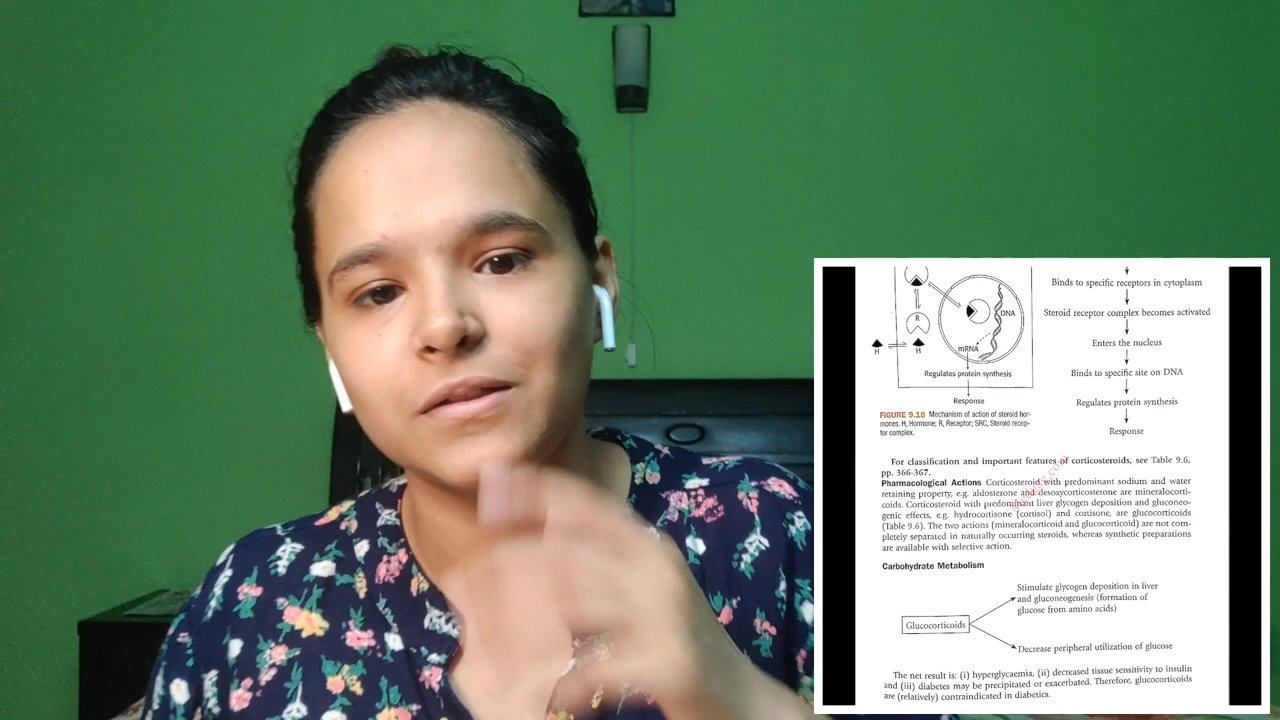 R
DNA
H
H
mRNA
Regulates protein synthesis
Response
FIGURE 9.18 Mechanism of action of steroid hor-
mones. H, Hormone; R, Receptor; SRC, Steroid recep-
tor complex.
Binds to specific receptors in cytoplasm
Steroid receptor complex becomes activated
Enters the nucleus
Binds to specific site on DNA
Regulates protein synthesis
Response
For classification and important features of corticosteroids, see Table 9.6,
pp. 366-367.
Pharmacological Actions Corticosteroid with predominant sodium and water
retaining property, e.g. aldosterone and desoxycorticosterone are mineralocorti-
coids. Corticosteroid with predominant liver glycogen deposition and gluconeo-
genic effects, e.g. hydrocortisone (cortisol) and cortisone, are glucocorticoids
(Table 9.6). The two actions (mineralocorticoid and glucocorticoid) are not com-
pletely separated in naturally occurring steroids, whereas synthetic preparations
are available with selective action.
Carbohydrate Metabolism
Glucocorticoids
Stimulate glycogen deposition in liver
and gluconeogenesis (formation of
glucose from amino acids)
Decrease peripheral utilization of glucose
The net result is: (i) hyperglycaemia, (ii) decreased tissue sensitivity to insulin
and (iii) diabetes may be precipitated or exacerbated. Therefore, glucocorticoids
are (relatively) contraindicated in diabetics.